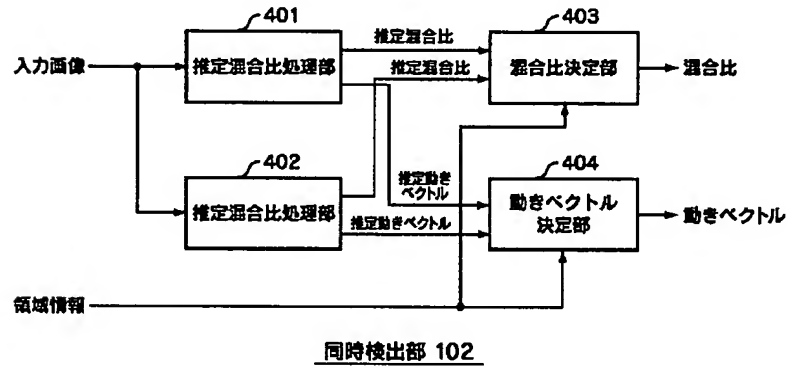 401
推定混合比
403
入力画像
推定混合比処理部
推定混合比
混合比決定部
混合比
402
推定動き
ベクトル
404
推定混合比処理部
推定動きベクトル
動きベクトル
決定部
動きベクトル
領域情報
同時検出部 102